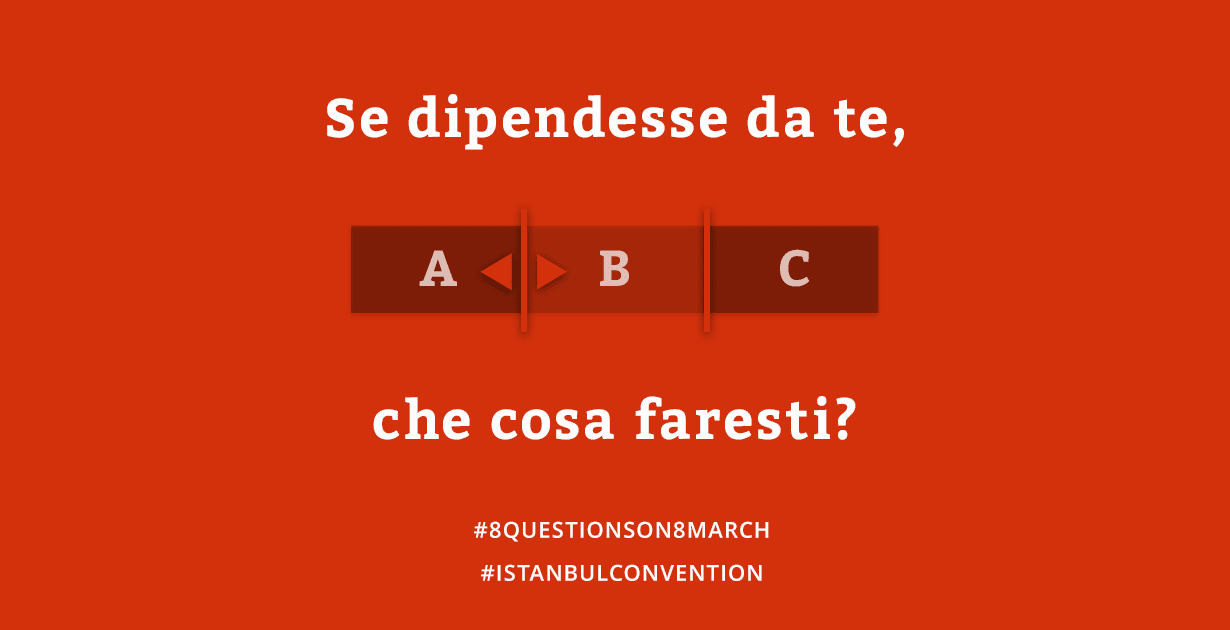 Se dipendesse da te,
A B C
che cosa faresti?
#8QUESTIONSON8MARCH
#ISTANBULCONVENTION